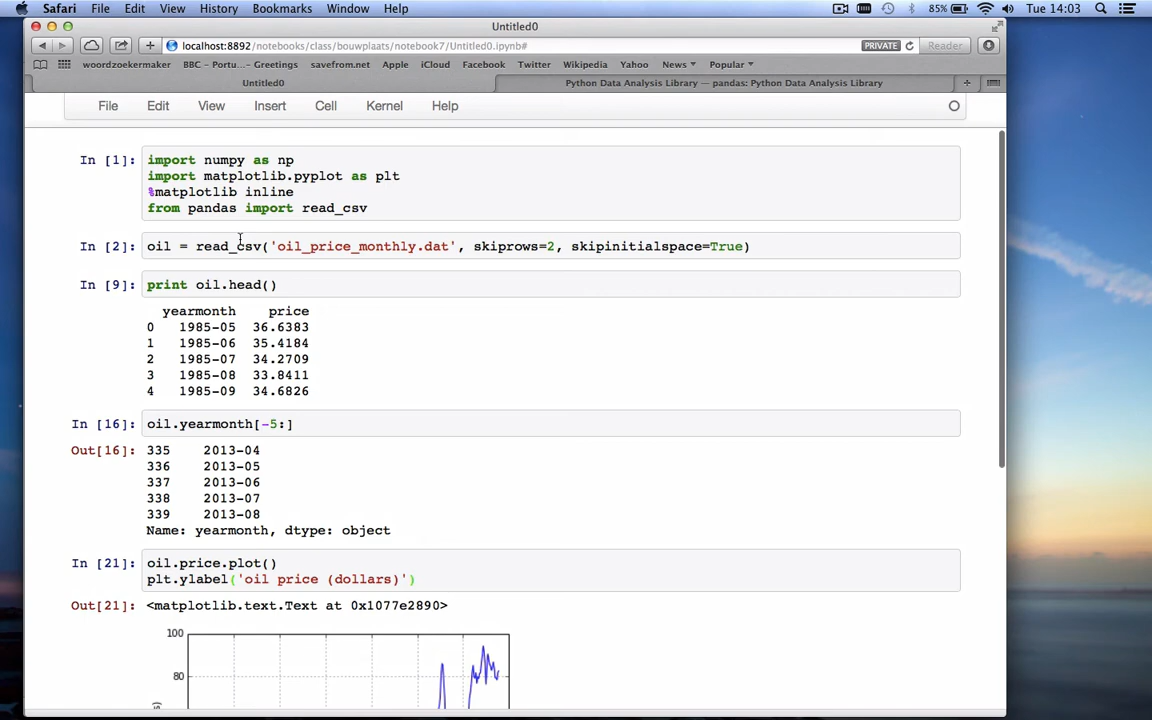 Safari File Edit View History Bookmarks Window Help 85% Tue 14:03
Untitled0
localhost:8892/notebooks/class/bouwplaats/notebook7/Untitled0.ipynb# PRIVATE Reader
woordzoekermaker BBC - Portu...- Greetings savefrom.net Apple iCloud Facebook Twitter Wikipedia Yahoo News Popular
Untitled0 Python Data Analysis Library — pandas: Python Data Analysis Library
File Edit View Insert Cell Kernel Help
In [1]: import numpy as np
import matplotlib.pyplot as plt
%matplotlib inline
from pandas import read_csv
In [2]: oil = read_csv('oil_price_monthly.dat', skiprows=2, skipinitialspace=True)
In [9]: print oil.head()
yearmonth price
0 1985-05 36.6383
1 1985-06 35.4184
2 1985-07 34.2709
3 1985-08 33.8411
4 1985-09 34.6826
In [16]: oil.yearmonth[-5:]
Out[16]: 335 2013-04
336 2013-05
337 2013-06
338 2013-07
339 2013-08
Name: yearmonth, dtype: object
In [21]: oil.price.plot()
plt.ylabel('oil price (dollars)')
Out[21]: <matplotlib.text.Text at 0x1077e2890>
100
80